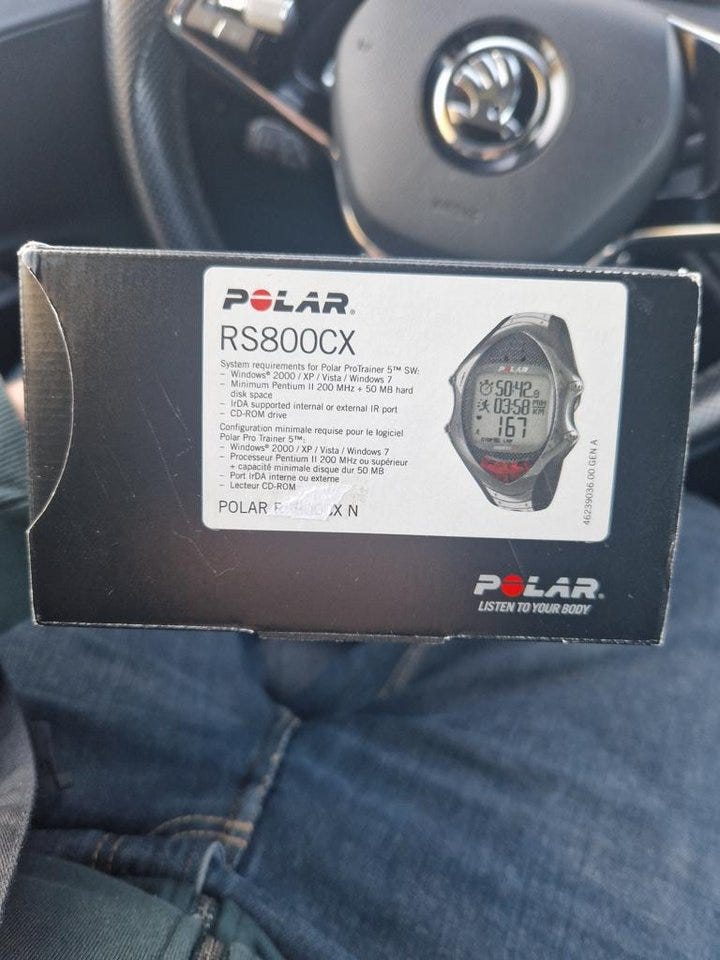 POLAR®
RS800CX
System requirements for Polar ProTrainer 5™ SW:
– Windows® 2000 / XP / Vista / Windows 7
– Minimum Pentium II 200 MHz + 50 MB hard
disk space
– IrDA supported internal or external IR port
– CD-ROM drive
Configuration minimale requise pour le logiciel
Polar Pro Trainer 5™:
– Windows® 2000 / XP / Vista / Windows 7
– Processeur Pentium II 200 MHz ou supérieur
+ capacité minimale disque dur 50 MB
– Port irDA interne ou externe
– Lecteur CD-ROM
POLAR N
POLAR
50:42.8
03:58 MIN/KM
167
46239036.00 GEN A
POLAR®
LISTEN TO YOUR BODY